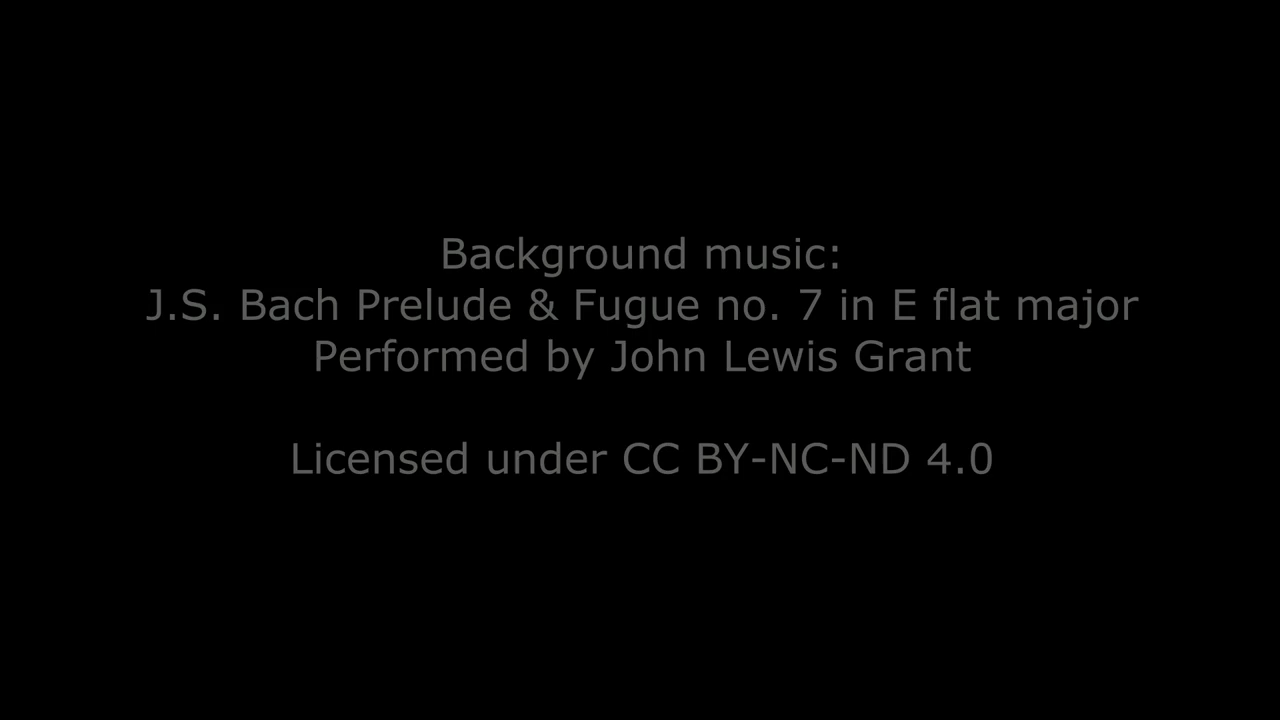 Background music:
J.S. Bach Prelude & Fugue no. 7 in E flat major
Performed by John Lewis Grant
Licensed under CC BY-NC-ND 4.0